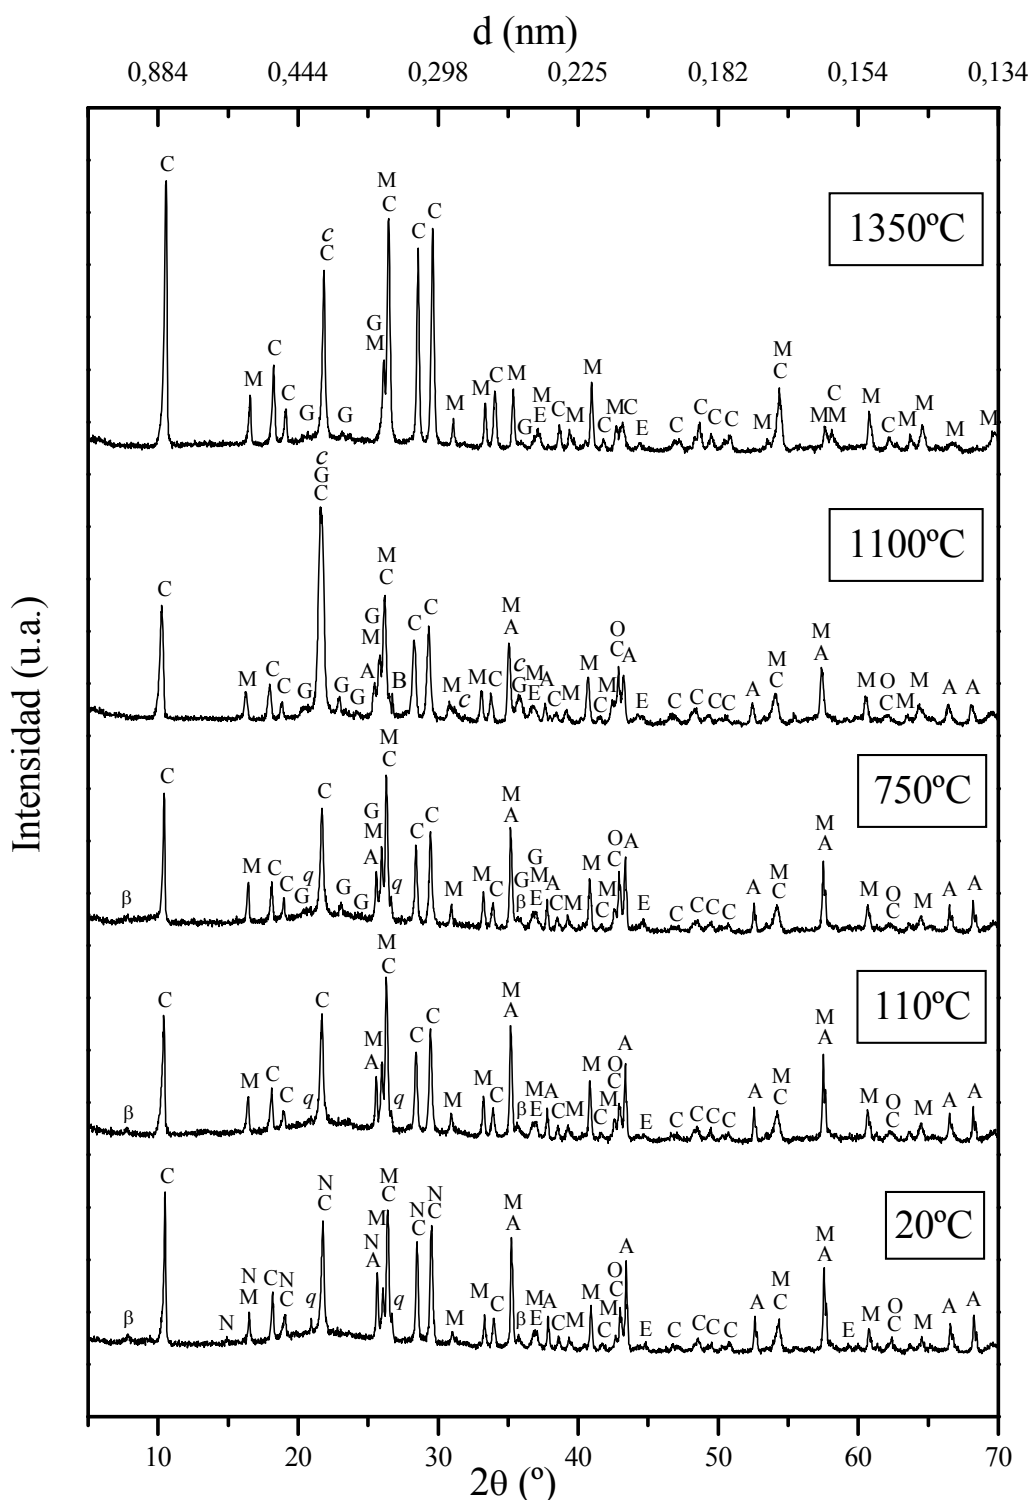 d (nm)
0,884 0,444 0,298 0,225 0,182 0,154 0,134
Intensidad (u.a.)
1350ºC
C M C C G c C G G M M C C C M M C M G M E C M M C M C E C C C C M M C M C M M C M M M
1100ºC
C M C C G c G C G G A G M M C B C C M c M C M A c G M E A C M M M C O C A E C C C C A M C M A M O C M M A A
750ºC
β C M C C G q C G G A G M M C q C C M M C M A G β G M E A C M M M C O C A E C C C C A M C M A M O C M A A
110ºC
β C M C C q C A M M C q C C M M C M A β M E A C M M C M O C A E C C C C A M C M A M O C M A A
20ºC
β N C N M C N C q N C M N A M C q N C N C M M C M A β M E A C M M M C O C A E C C C C A M C M A E M O C M A A
10 20 30 40 50 60 70
2θ (º)